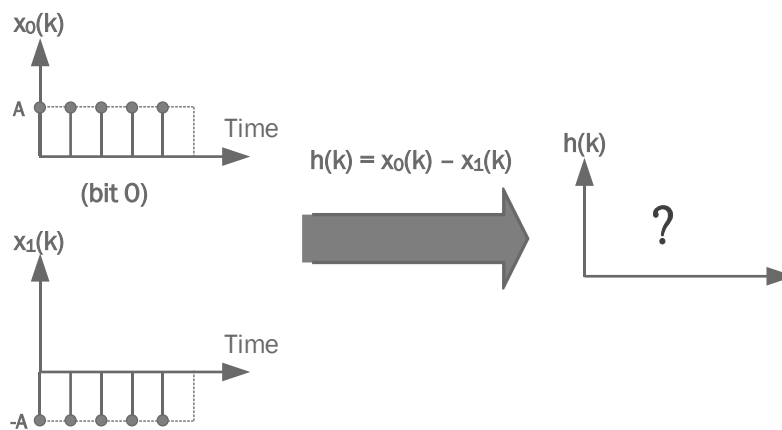 x₀(k)
A
Time
(bit 0)
h(k) = x₀(k) – x₁(k)
h(k)
?
x₁(k)
Time
-A